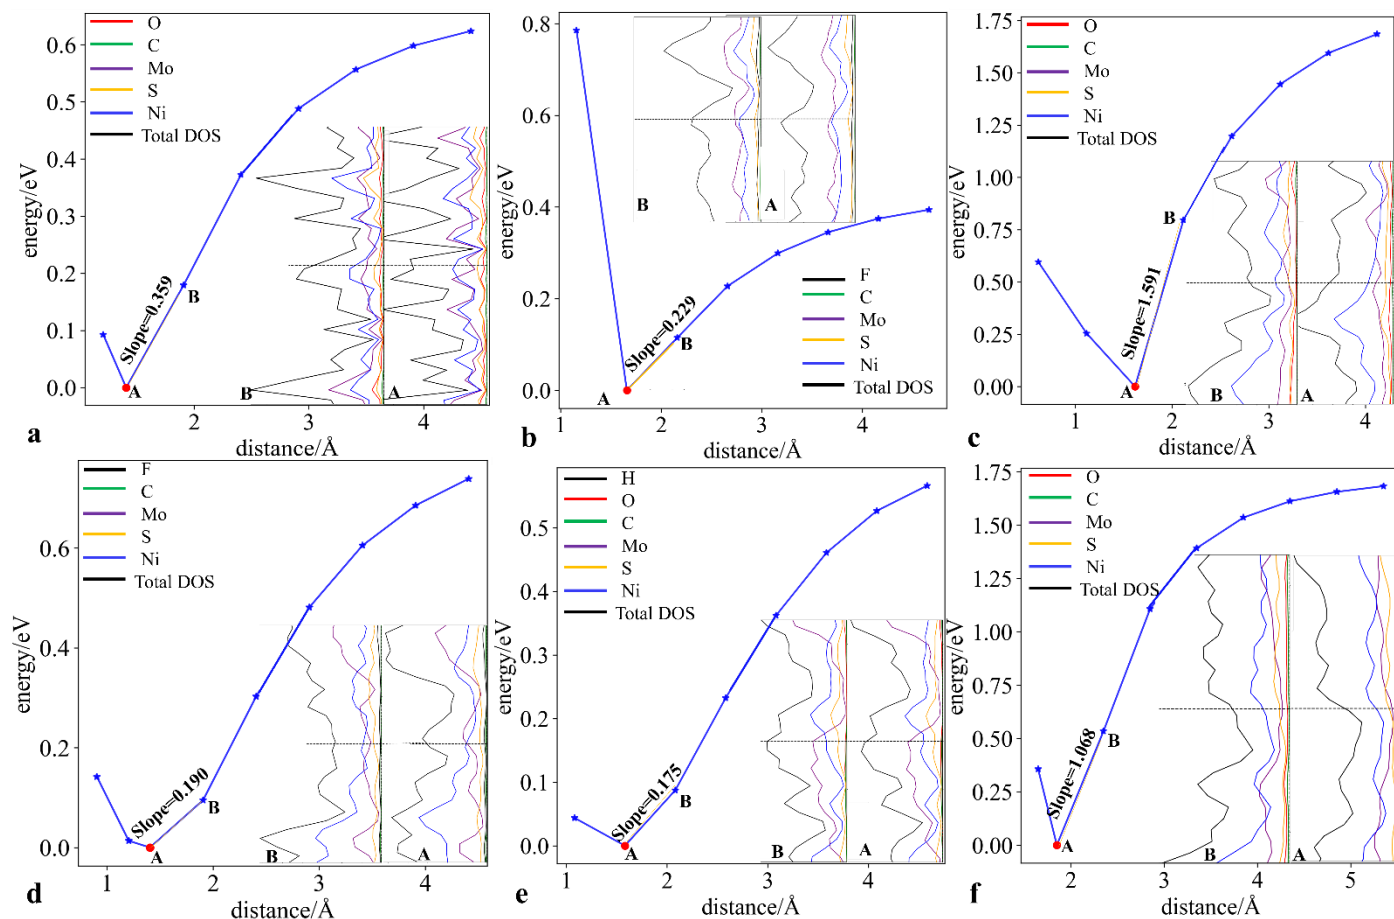 O
C
Mo
S
Ni
Total DOS
energy/eV
0.6
0.5
0.4
0.3
0.2
0.1
0.0
Slope=0.359
A
B
B
A
2
3
4
distance/Å
a
F
C
Mo
S
Ni
Total DOS
energy/eV
0.8
0.6
0.4
0.2
0.0
Slope=0.229
A
B
B
A
1
2
3
4
distance/Å
b
O
C
Mo
S
Ni
Total DOS
energy/eV
1.75
1.50
1.25
1.00
0.75
0.50
0.25
0.00
Slope=1.591
A
B
B
A
1
2
3
4
distance/Å
c
F
C
Mo
S
Ni
Total DOS
energy/eV
0.6
0.4
0.2
0.0
Slope=0.190
A
B
B
A
1
2
3
4
distance/Å
d
H
O
C
Mo
S
Ni
Total DOS
energy/eV
0.5
0.4
0.3
0.2
0.1
0.0
Slope=0.175
A
B
B
A
1
2
3
4
distance/Å
e
O
C
Mo
S
Ni
Total DOS
energy/eV
1.75
1.50
1.25
1.00
0.75
0.50
0.25
0.00
Slope=1.068
A
B
B
A
2
3
4
5
distance/Å
f